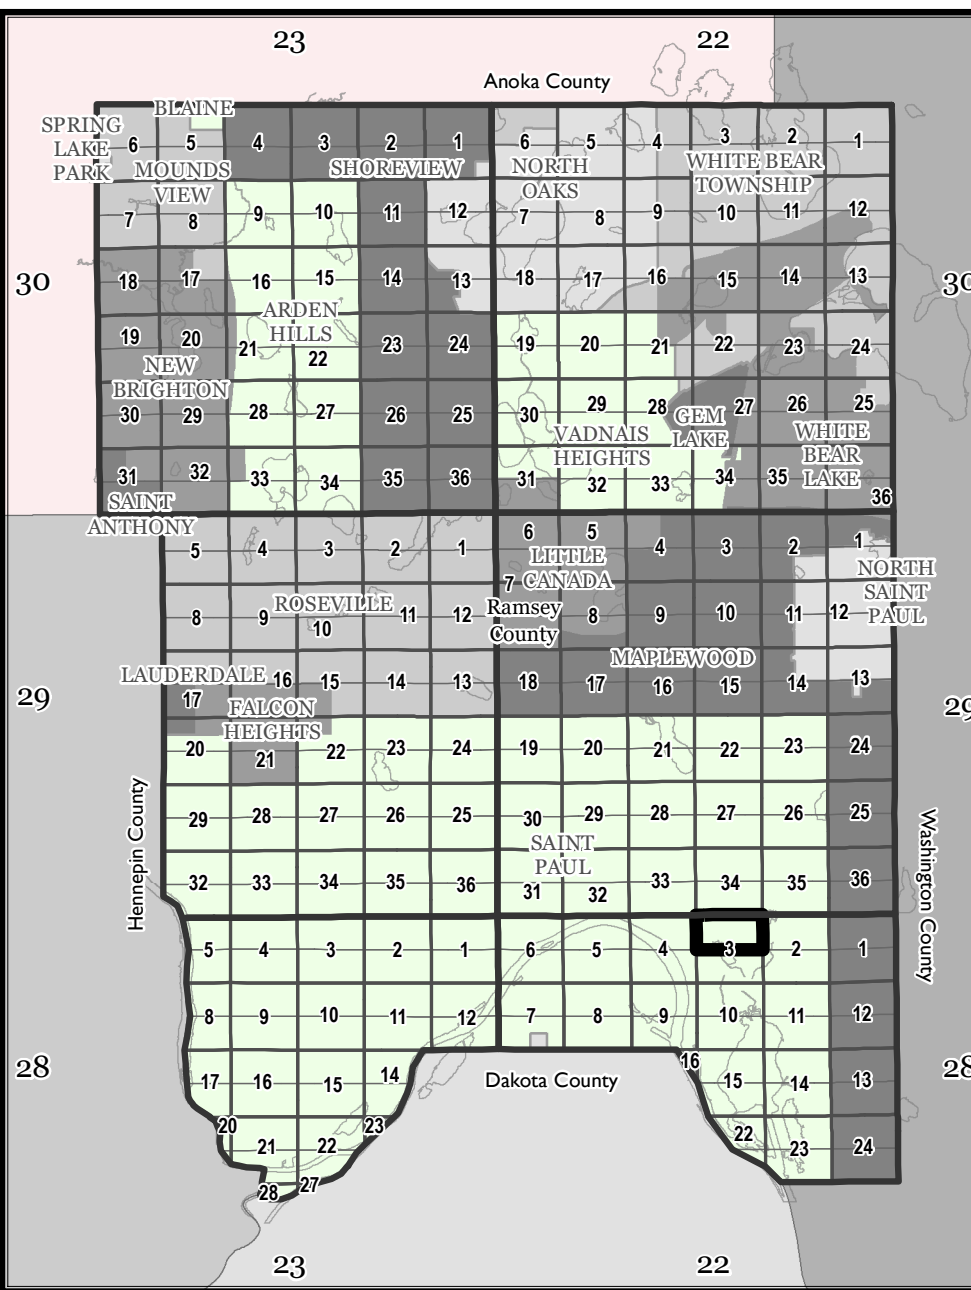 23 22
Anoka County
BLAINE
SPRING
LAKE
PARK
6 5 4 3 2 1 6 5 4 3 2 1
MOUNDS
VIEW
SHOREVIEW
NORTH
OAKS
WHITE BEAR
TOWNSHIP
7 8 9 10 11 12 7 8 9 10 11 12
30 18 17 16 15 14 13 18 17 16 15 14 13 30
ARDEN
HILLS
19 20 21 22 23 24 19 20 21 22 23 24
NEW
BRIGHTON
30 29 28 27 26 25 30 29 28 27 26 25
VADNAIS
HEIGHTS
GEM
LAKE
WHITE
BEAR
LAKE
31 32 33 34 35 36 31 32 33 34 35 36
SAINT
ANTHONY
5 4 3 2 1 6 5 4 3 2 1
LITTLE
CANADA
NORTH
SAINT
PAUL
8 9 10 11 12 7 8 9 10 11 12
ROSEVILLE
Ramsey
County
MAPLEWOOD
LAUDERDALE
29 17 16 15 14 13 18 17 16 15 14 13 29
FALCON
HEIGHTS
20 21 22 23 24 19 20 21 22 23 24
29 28 27 26 25 30 29 28 27 26 25
SAINT
PAUL
32 33 34 35 36 31 32 33 34 35 36
Hennepin County
Washington County
5 4 3 2 1 6 5 4 3 2 1
8 9 10 11 12 7 8 9 10 11 12
28 17 16 15 14 16 15 14 13 28
Dakota County
20 21 22 23 22 23 24
28 27
23 22